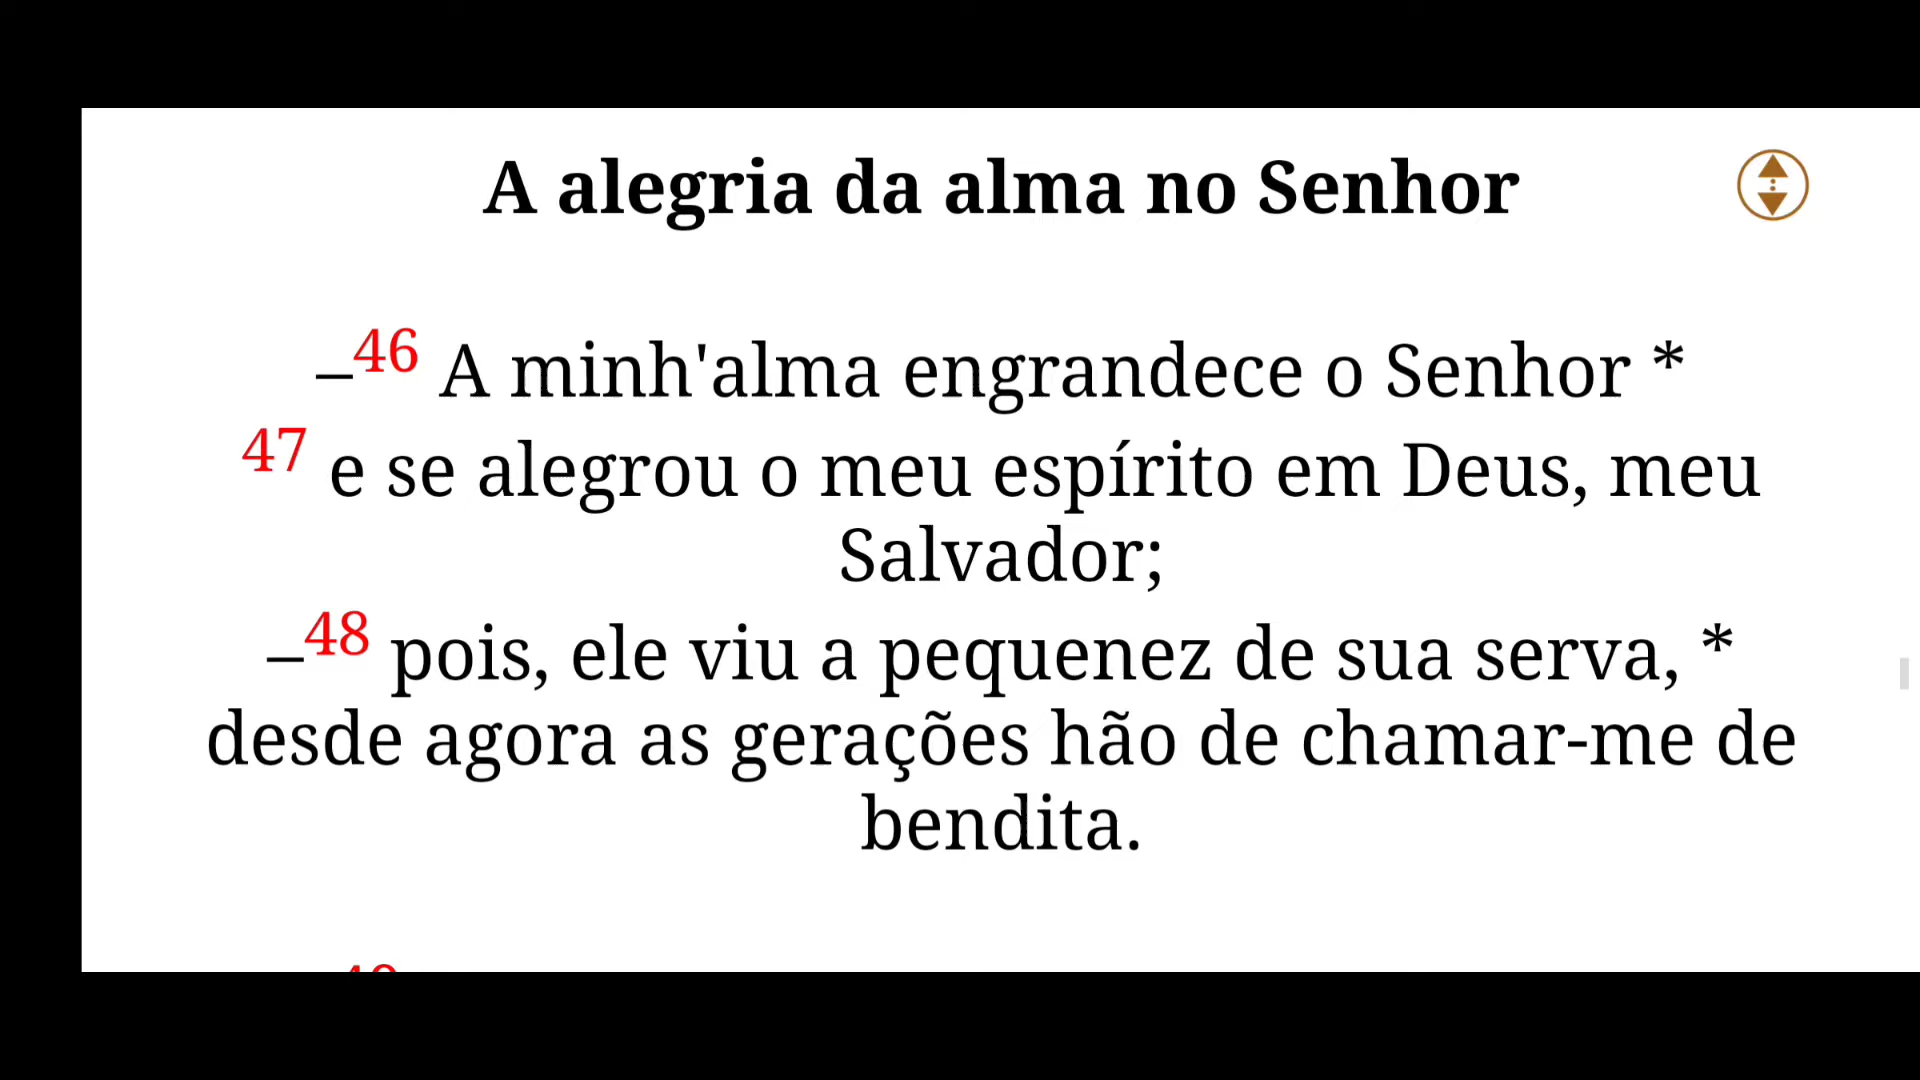 A alegria da alma no Senhor
–46 A minh'alma engrandece o Senhor *
47 e se alegrou o meu espírito em Deus, meu
Salvador;
–48 pois, ele viu a pequenez de sua serva, *
desde agora as gerações hão de chamar-me de
bendita.